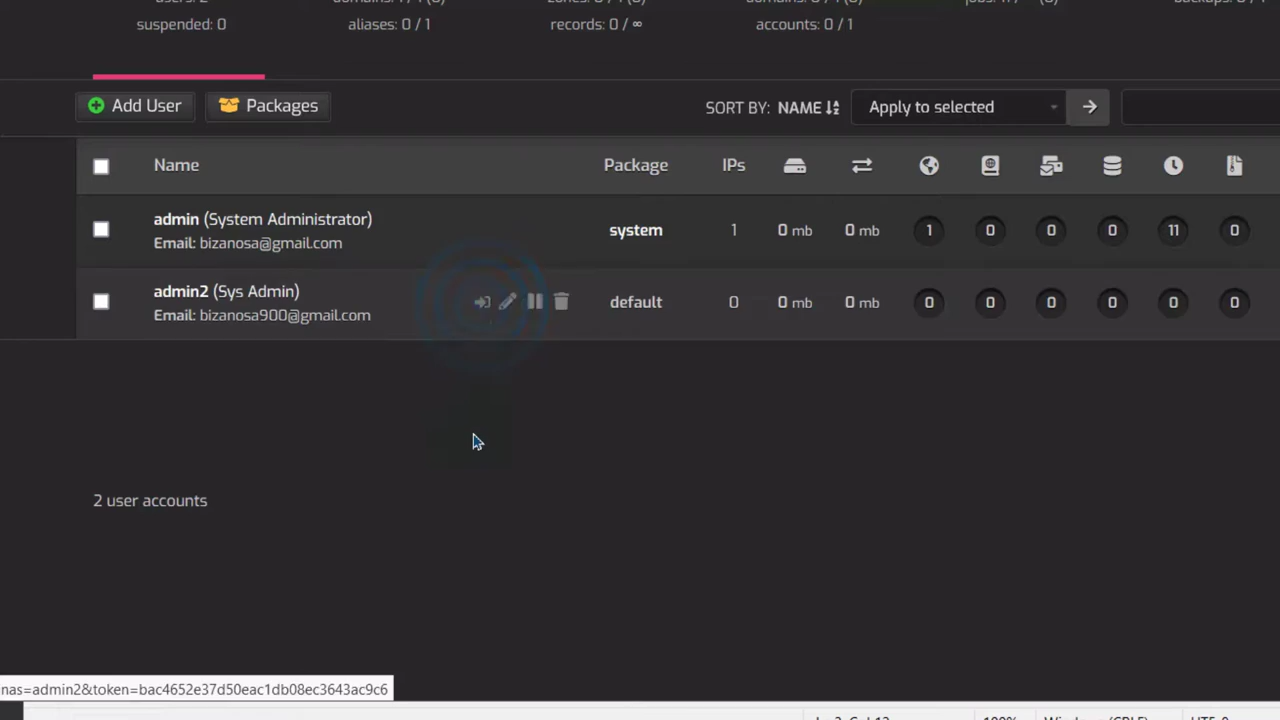 suspended: 0
aliases: 0 / 1
records: 0 / ∞
accounts: 0 / 1
Add User
Packages
SORT BY: NAME
Apply to selected
Name Package IPs
admin (System Administrator) system 1 0 mb 0 mb 1 0 0 0 11 0
Email: bizanosa@gmail.com
admin2 (Sys Admin) default 0 0 mb 0 mb 0 0 0 0 0 0
Email: bizanosa900@gmail.com
2 user accounts
nas=admin2&token=bac4652e37d50eac1db08ec3643ac9c6